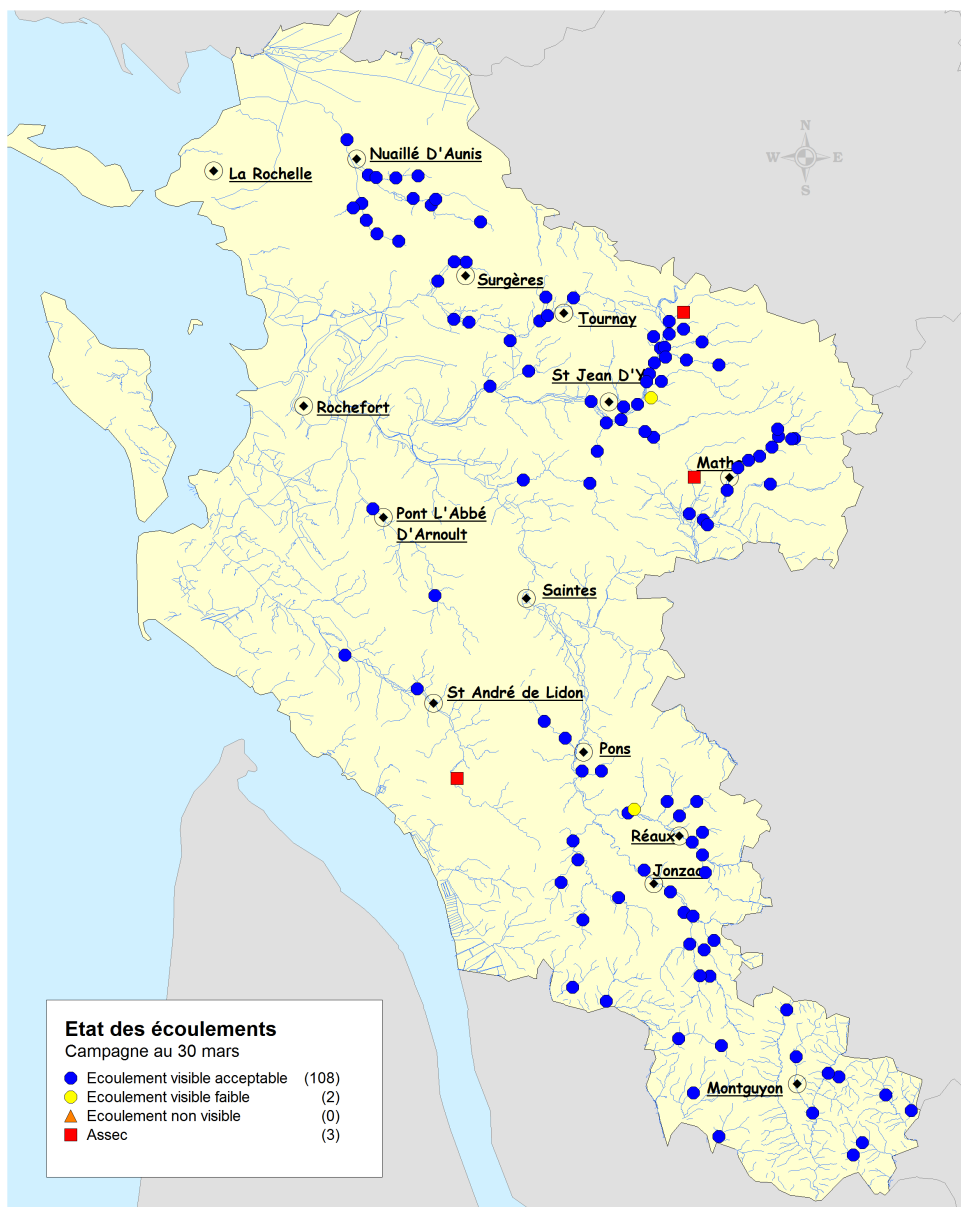 N
W E
S
Nuaillé D'Aunis
La Rochelle
Surgères
Tournay
St Jean D'Y
Rochefort
Matha
Pont L'Abbé
D'Arnoult
Saintes
St André de Lidon
Pons
Réaux
Jonzac
Montguyon
Etat des écoulements
Campagne au 30 mars
Ecoulement visible acceptable (108)
Ecoulement visible faible (2)
Ecoulement non visible (0)
Assec (3)